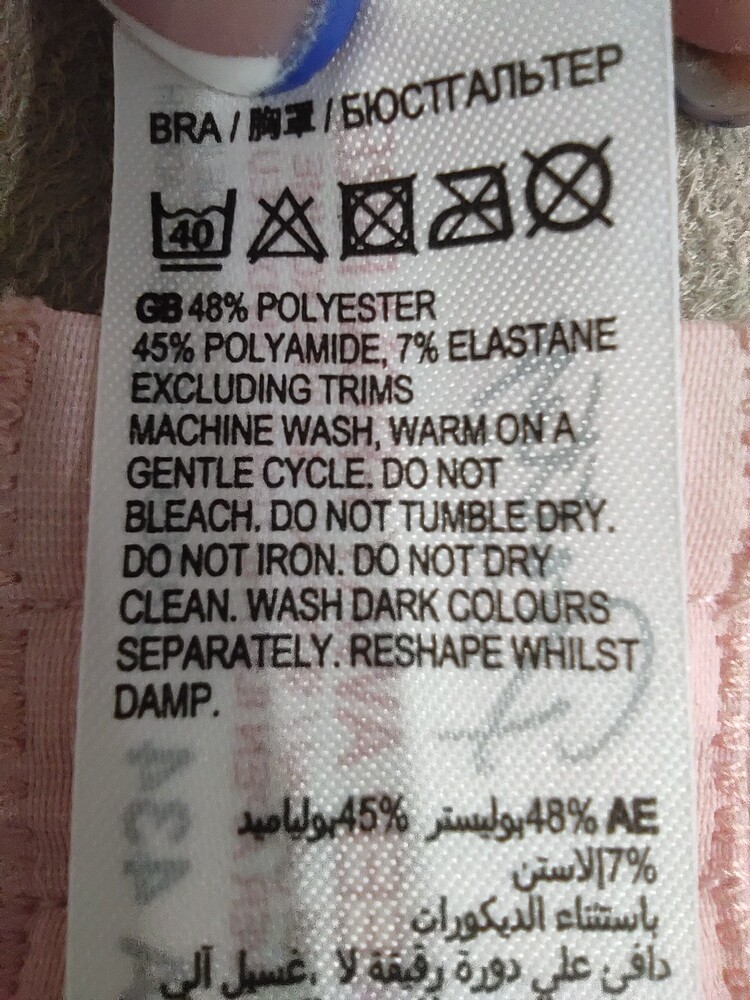 BRA / 胸罩 / БЮСТГАЛЬТЕР
40
GB 48% POLYESTER
45% POLYAMIDE, 7% ELASTANE
EXCLUDING TRIMS
MACHINE WASH, WARM ON A
GENTLE CYCLE. DO NOT
BLEACH. DO NOT TUMBLE DRY.
DO NOT IRON. DO NOT DRY
CLEAN. WASH DARK COLOURS
SEPARATELY. RESHAPE WHILST
DAMP.
AE 48%بوليستر 45%بولياميد
7%الاستن
باستثناء الديكورات
دافئ علي دورة رقيقة لا .غسيل آلي